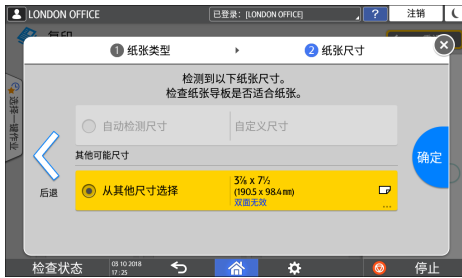 LONDON OFFICE
已登录: [LONDON OFFICE]
?
注销
复印
1 纸张类型
2 纸张尺寸
检测到以下纸张尺寸。
检查纸张导板是否适合纸张。
自动检测尺寸
自定义尺寸
其他可能尺寸
从其他尺寸选择
3⅞ x 7½
(190.5 x 98.4 mm)
双面无效
...
后退
确定
选择一键作业
检查状态
03 10 2018
17 : 25
停止